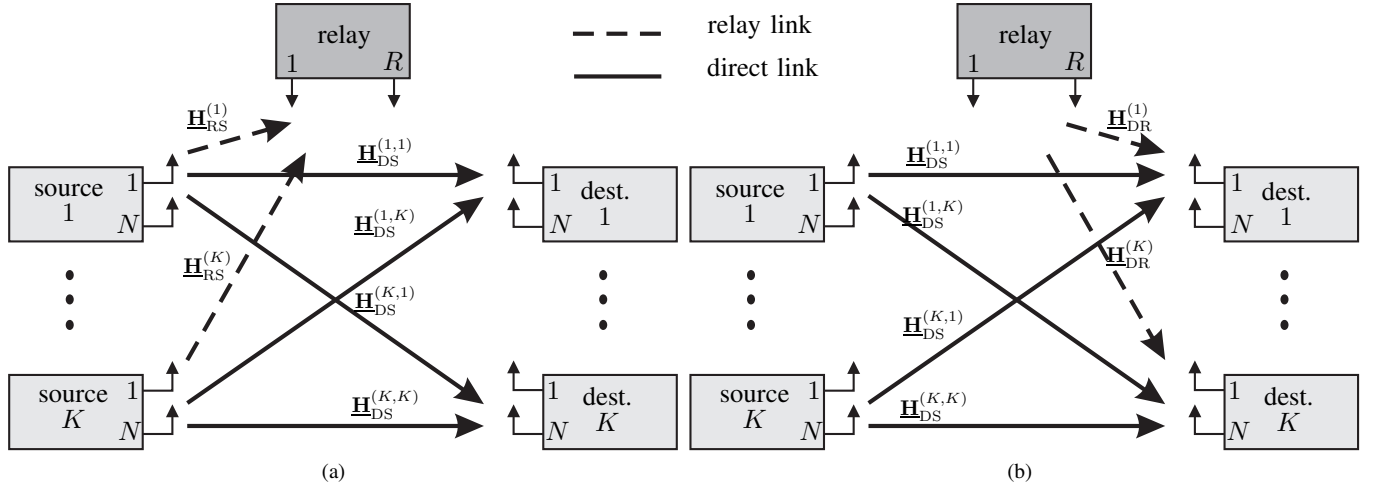 relay
1 R
relay link
direct link
relay
1 R
H_RS^(1)
H_DS^(1,1)
H_DR^(1)
H_DS^(1,1)
source 1
1
N
dest.
1
1
N
source 1
1
N
dest.
1
1
N
H_DS^(1,K)
H_DS^(1,K)
H_RS^(K)
H_DR^(K)
H_DS^(K,1)
H_DS^(K,1)
source 1
K
N
dest.
1
K
N
source 1
K
N
dest.
1
K
N
H_DS^(K,K)
H_DS^(K,K)
(a)
(b)